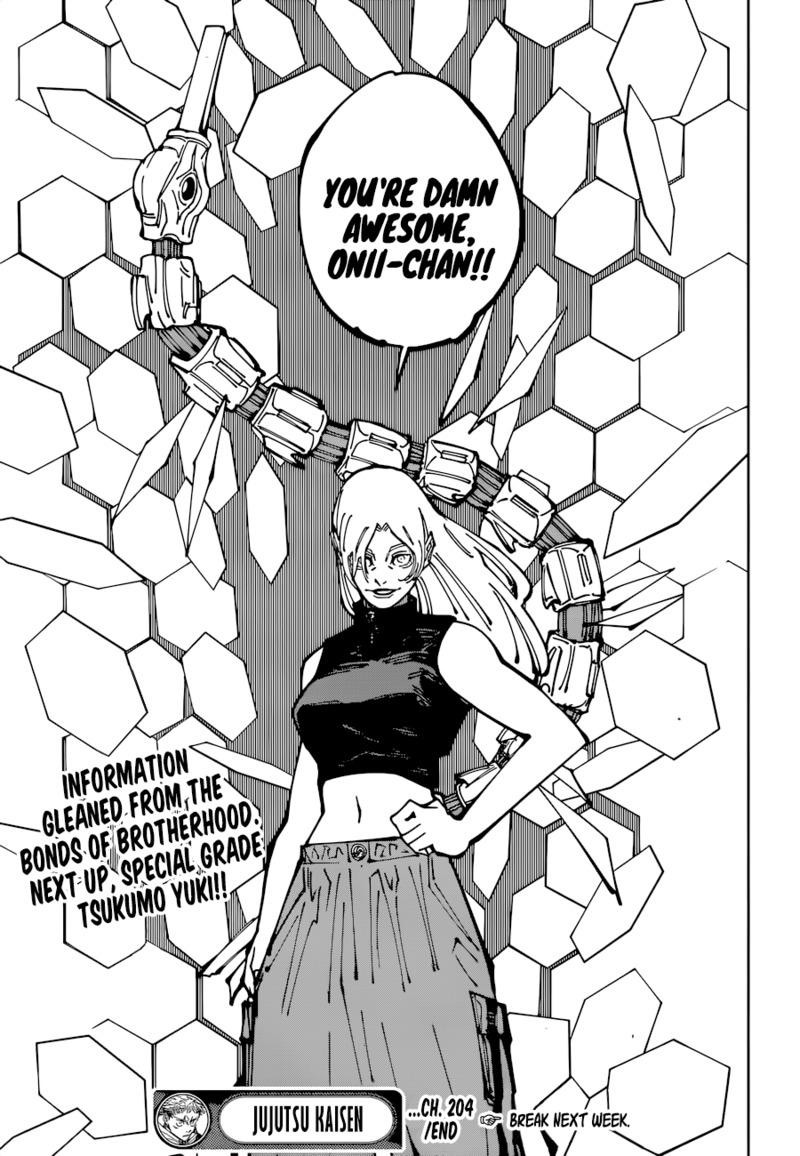 YOU'RE DAMN
AWESOME,
ONII-CHAN!!
INFORMATION
GLEANED FROM THE
BONDS OF BROTHERHOOD.
NEXT UP, SPECIAL GRADE
TSUKUMO YUKI!!
JUJUTSU KAISEN
...CH. 204
/END
☞ BREAK NEXT WEEK.